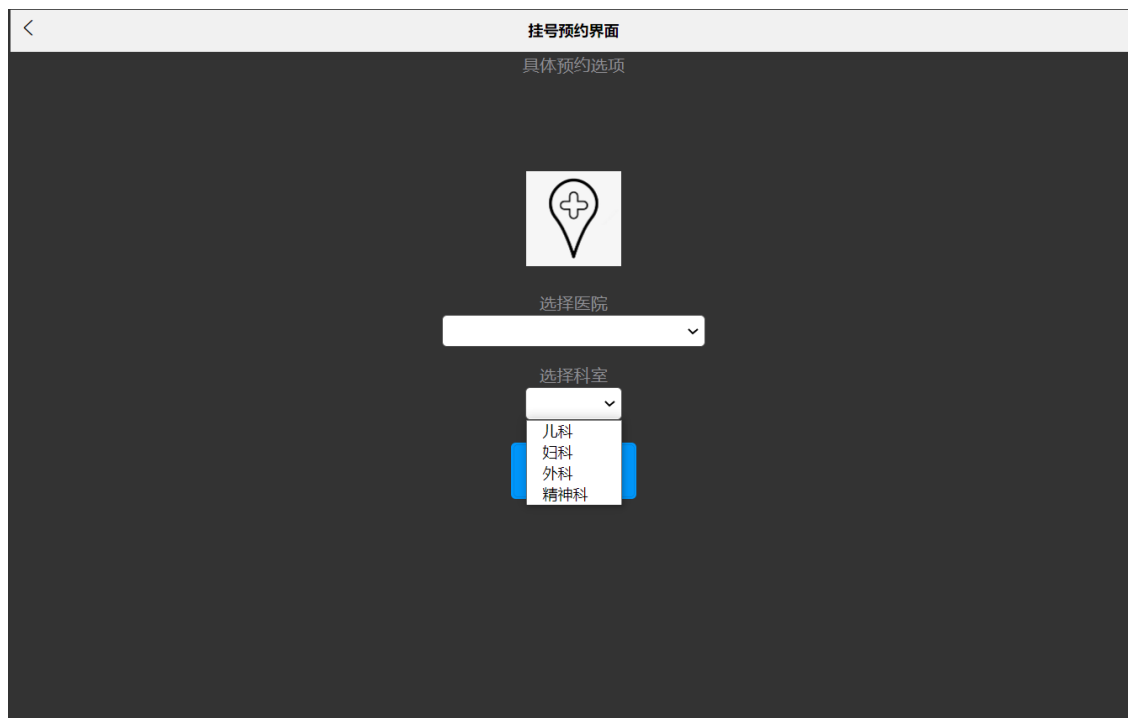 挂号预约界面
具体预约选项
选择医院
选择科室
儿科
妇科
外科
精神科